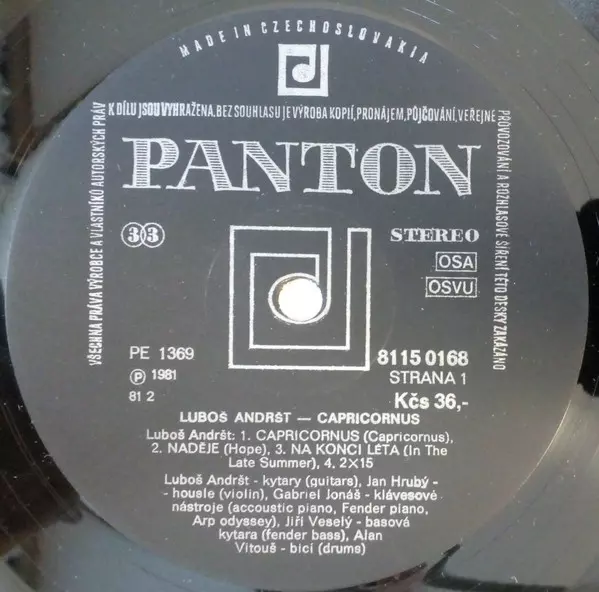 MADE IN CZECHOSLOVAKIA
VŠECHNA PRÁVA VÝROBCE A VLASTNÍKŮ AUTORSKÝCH PRÁV
K DÍLU JSOU VYHRAŽENA, BEZ SOUHLASU JE VÝROBA KOPIÍ, PRONÁJEM, PŮJČOVÁNÍ, VEŘEJNÉ
PROVOZOVÁNÍ A ROZHLASOVÉ ŠÍŘENÍ TÉTO DESKY ZAKÁZÁNO
PANTON
33
STEREO
OSA
OSVU
PE 1369
8115 0168
Ⓟ 1981
STRANA 1
81 2
Kčs 36,-
LUBOŠ ANDRŠT — CAPRICORNUS
Luboš Andršt: 1. CAPRICORNUS (Capricornus),
2. NADĚJE (Hope), 3. NA KONCI LÉTA (In The
Late Summer), 4. 2×15
Luboš Andršt - kytary (guitars), Jan Hrubý -
- housle (violin), Gabriel Jonáš - klávesové
nástroje (accoustic piano, Fender piano,
Arp odyssey), Jiří Veselý - basová
kytara (fender bass), Alan
Vitouš - bicí (drums)